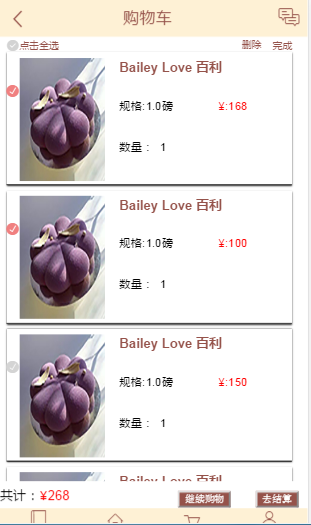 购物车
点击全选 删除 完成
Bailey Love 百利
规格:1.0磅 ¥:168
数量： 1
Bailey Love 百利
规格:1.0磅 ¥:100
数量： 1
Bailey Love 百利
规格:1.0磅 ¥:150
数量： 1
Bailey Love 百利
共计：¥268 继续购物 去结算